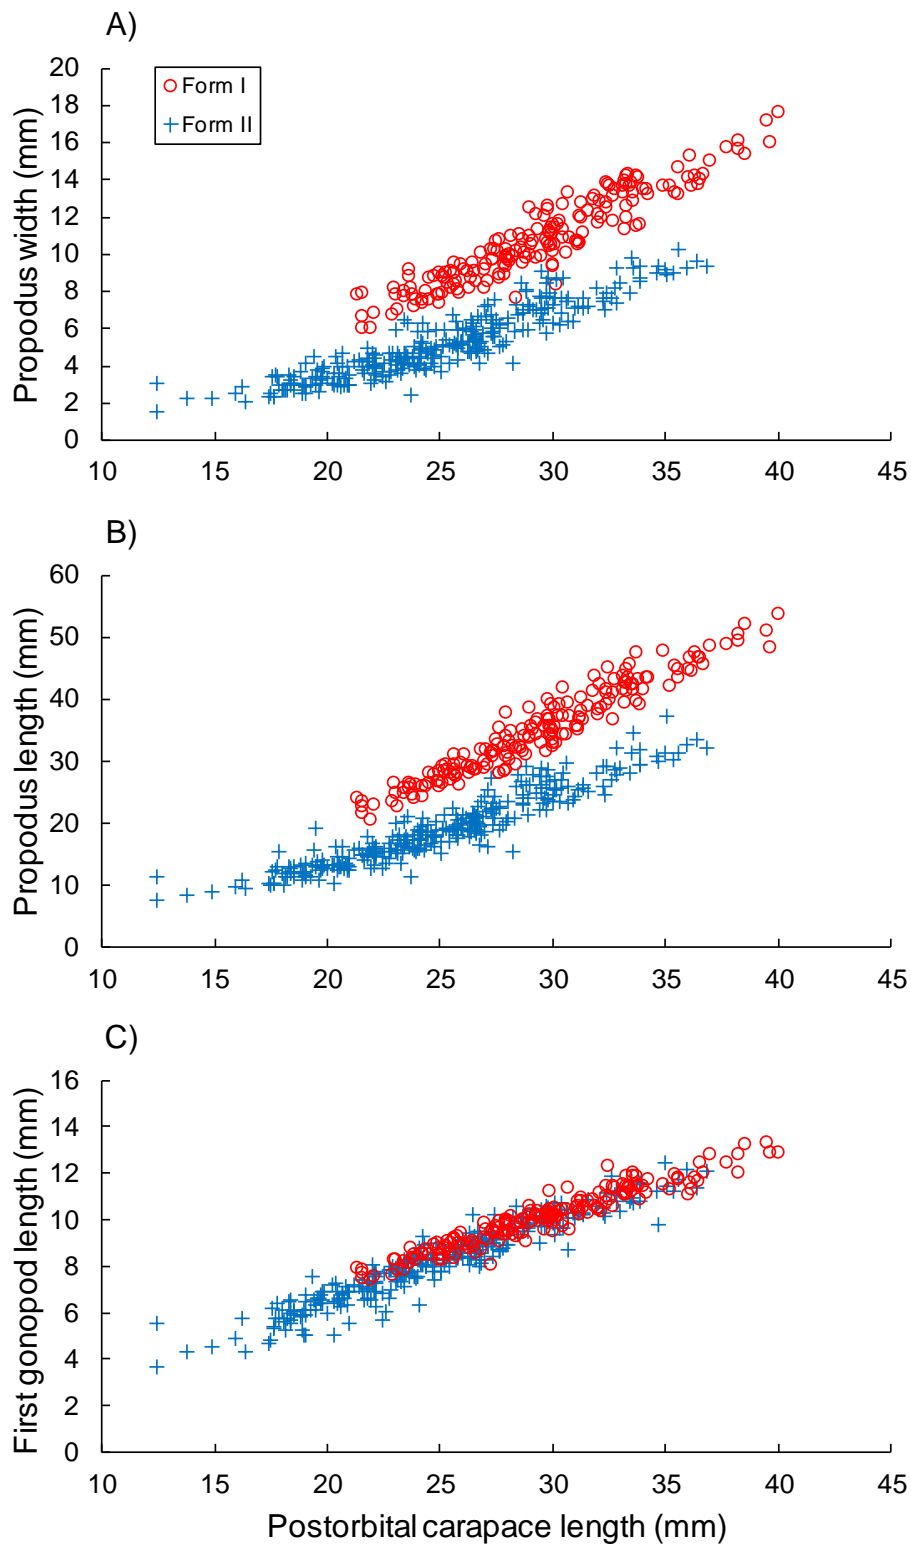 A)
Propodus width (mm)
20
18
16
14
12
10
8
6
4
2
0
Form I
Form II
10 15 20 25 30 35 40 45
B)
Propodus length (mm)
60
50
40
30
20
10
0
10 15 20 25 30 35 40 45
C)
First gonopod length (mm)
16
14
12
10
8
6
4
2
0
10 15 20 25 30 35 40 45
Postorbital carapace length (mm)